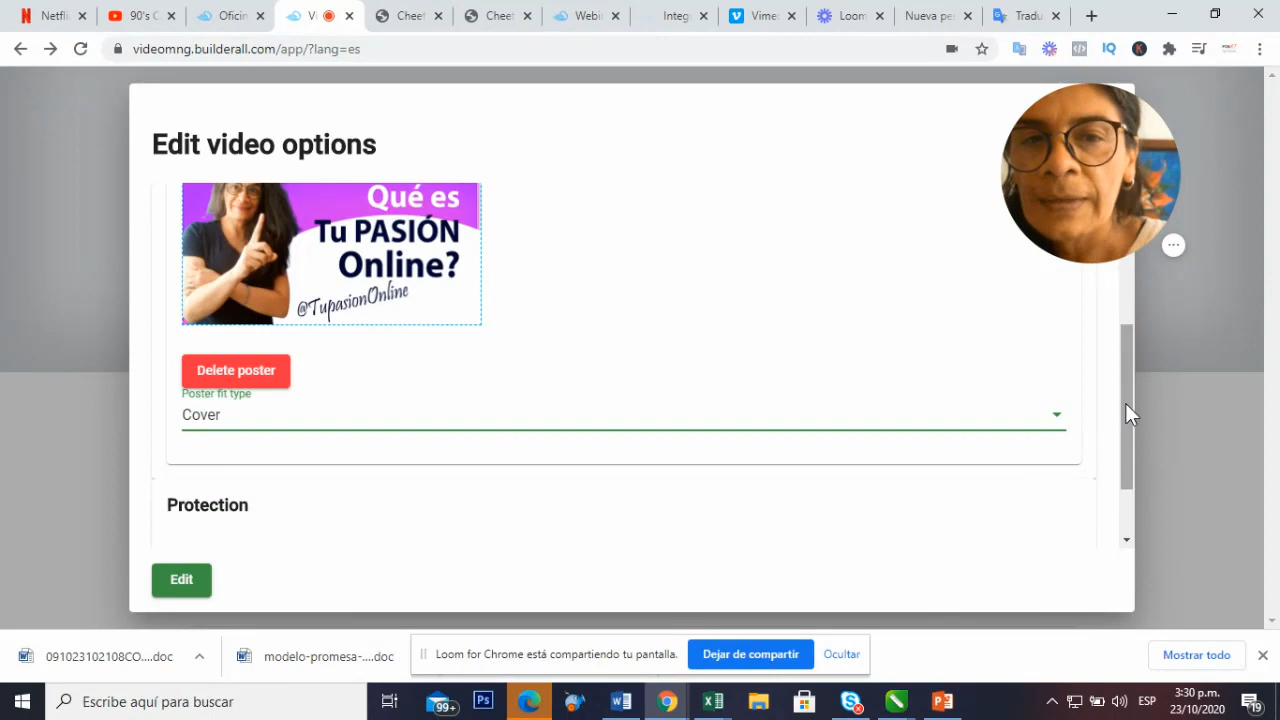 Netfli
90's C
Oficin
Vi
Cheet
Cheet
Webin
Integ
Vime
Loom
Nueva pe
Tradu
videomng.builderall.com/app/?lang=es
Edit video options
Qué es
Tu PASIÓN
Online?
@TupasionOnline
Delete poster
Poster fit type
Cover
Protection
Edit
091023102108CO....doc
modelo-promesa-....doc
Loom for Chrome está compartiendo tu pantalla.
Dejar de compartir
Ocultar
Mostrar todo
Escribe aquí para buscar
99+
ESP
3:30 p.m.
23/10/2020
19